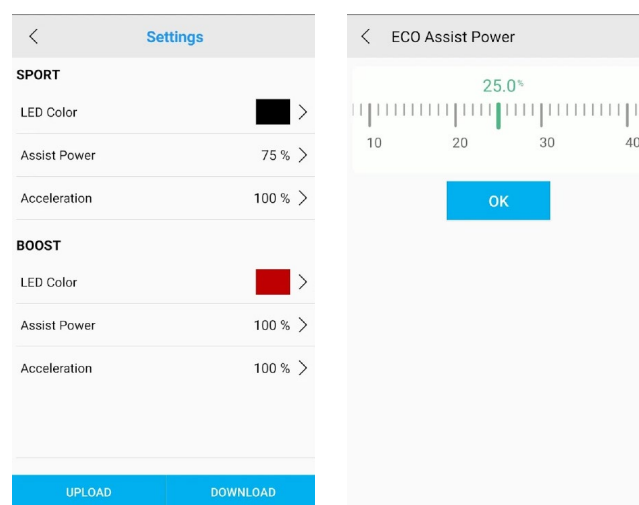 Settings
SPORT
LED Color
Assist Power 75 %
Acceleration 100 %
BOOST
LED Color
Assist Power 100 %
Acceleration 100 %
UPLOAD DOWNLOAD
ECO Assist Power
25.0%
10 20 30 40
OK